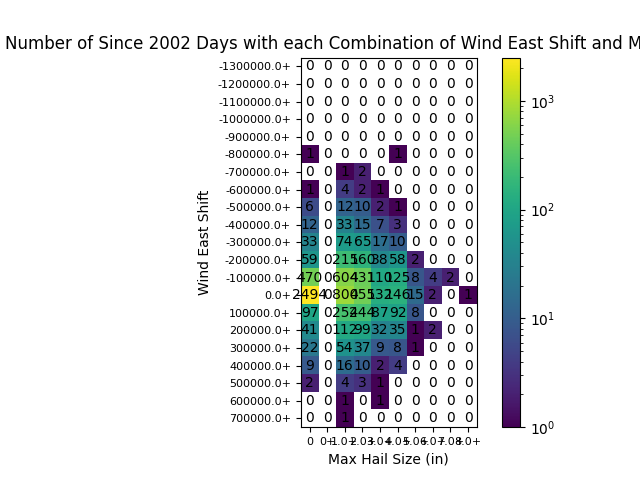 Number of Since 2002 Days with each Combination of Wind East Shift and M
-1300000.0+ 0 0 0 0 0 0 0 0 0 0
-1200000.0+ 0 0 0 0 0 0 0 0 0 0
-1100000.0+ 0 0 0 0 0 0 0 0 0 0
-1000000.0+ 0 0 0 0 0 0 0 0 0 0
-900000.0+ 0 0 0 0 0 0 0 0 0 0
-800000.0+ 1 0 0 0 0 1 0 0 0 0
-700000.0+ 0 0 1 2 0 0 0 0 0 0
-600000.0+ 1 0 4 2 1 0 0 0 0 0
-500000.0+ 6 0 12 10 2 1 0 0 0 0
-400000.0+ 12 0 33 15 7 3 0 0 0 0
-300000.0+ 33 0 74 65 17 10 0 0 0 0
-200000.0+ 59 0 215 160 38 58 2 0 0 0
-100000.0+ 470 0 604 431 110 125 8 4 2 0
0.0+ 2494 0 455 132 146 15 2 0 1
100000.0+ 97 0 252 244 87 92 8 0 0 0
200000.0+ 41 0 112 99 32 35 1 2 0 0
300000.0+ 22 0 54 37 9 8 1 0 0 0
400000.0+ 9 0 16 10 2 4 0 0 0 0
500000.0+ 2 0 4 3 1 0 0 0 0 0
600000.0+ 0 0 1 0 1 0 0 0 0 0
700000.0+ 0 0 1 0 0 0 0 0 0 0
0 0+ 1.0+ 2.0+ 3.0+ 4.0+ 5.0+ 6.0+ 7.0+ 8.0+
Max Hail Size (in)
Wind East Shift
10^3
10^2
10^1
10^0